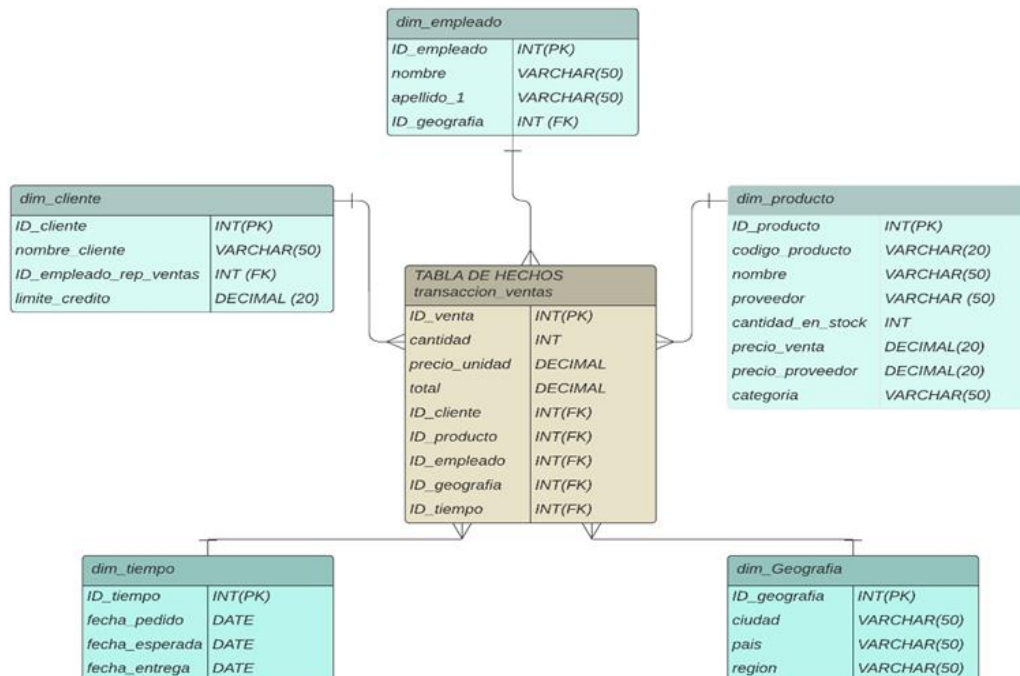 dim_empleado
ID_empleado INT(PK)
nombre VARCHAR(50)
apellido_1 VARCHAR(50)
ID_geografia INT (FK)
dim_cliente
ID_cliente INT(PK)
nombre_cliente VARCHAR(50)
ID_empleado_rep_ventas INT (FK)
limite_credito DECIMAL (20)
dim_producto
ID_producto INT(PK)
codigo_producto VARCHAR(20)
nombre VARCHAR(50)
proveedor VARCHAR (50)
cantidad_en_stock INT
precio_venta DECIMAL(20)
precio_proveedor DECIMAL(20)
categoria VARCHAR(50)
TABLA DE HECHOS
transaccion_ventas
ID_venta INT(PK)
cantidad INT
precio_unidad DECIMAL
total DECIMAL
ID_cliente INT(FK)
ID_producto INT(FK)
ID_empleado INT(FK)
ID_geografia INT(FK)
ID_tiempo INT(FK)
dim_tiempo
ID_tiempo INT(PK)
fecha_pedido DATE
fecha_esperada DATE
fecha_entrega DATE
dim_Geografia
ID_geografia INT(PK)
ciudad VARCHAR(50)
pais VARCHAR(50)
region VARCHAR(50)